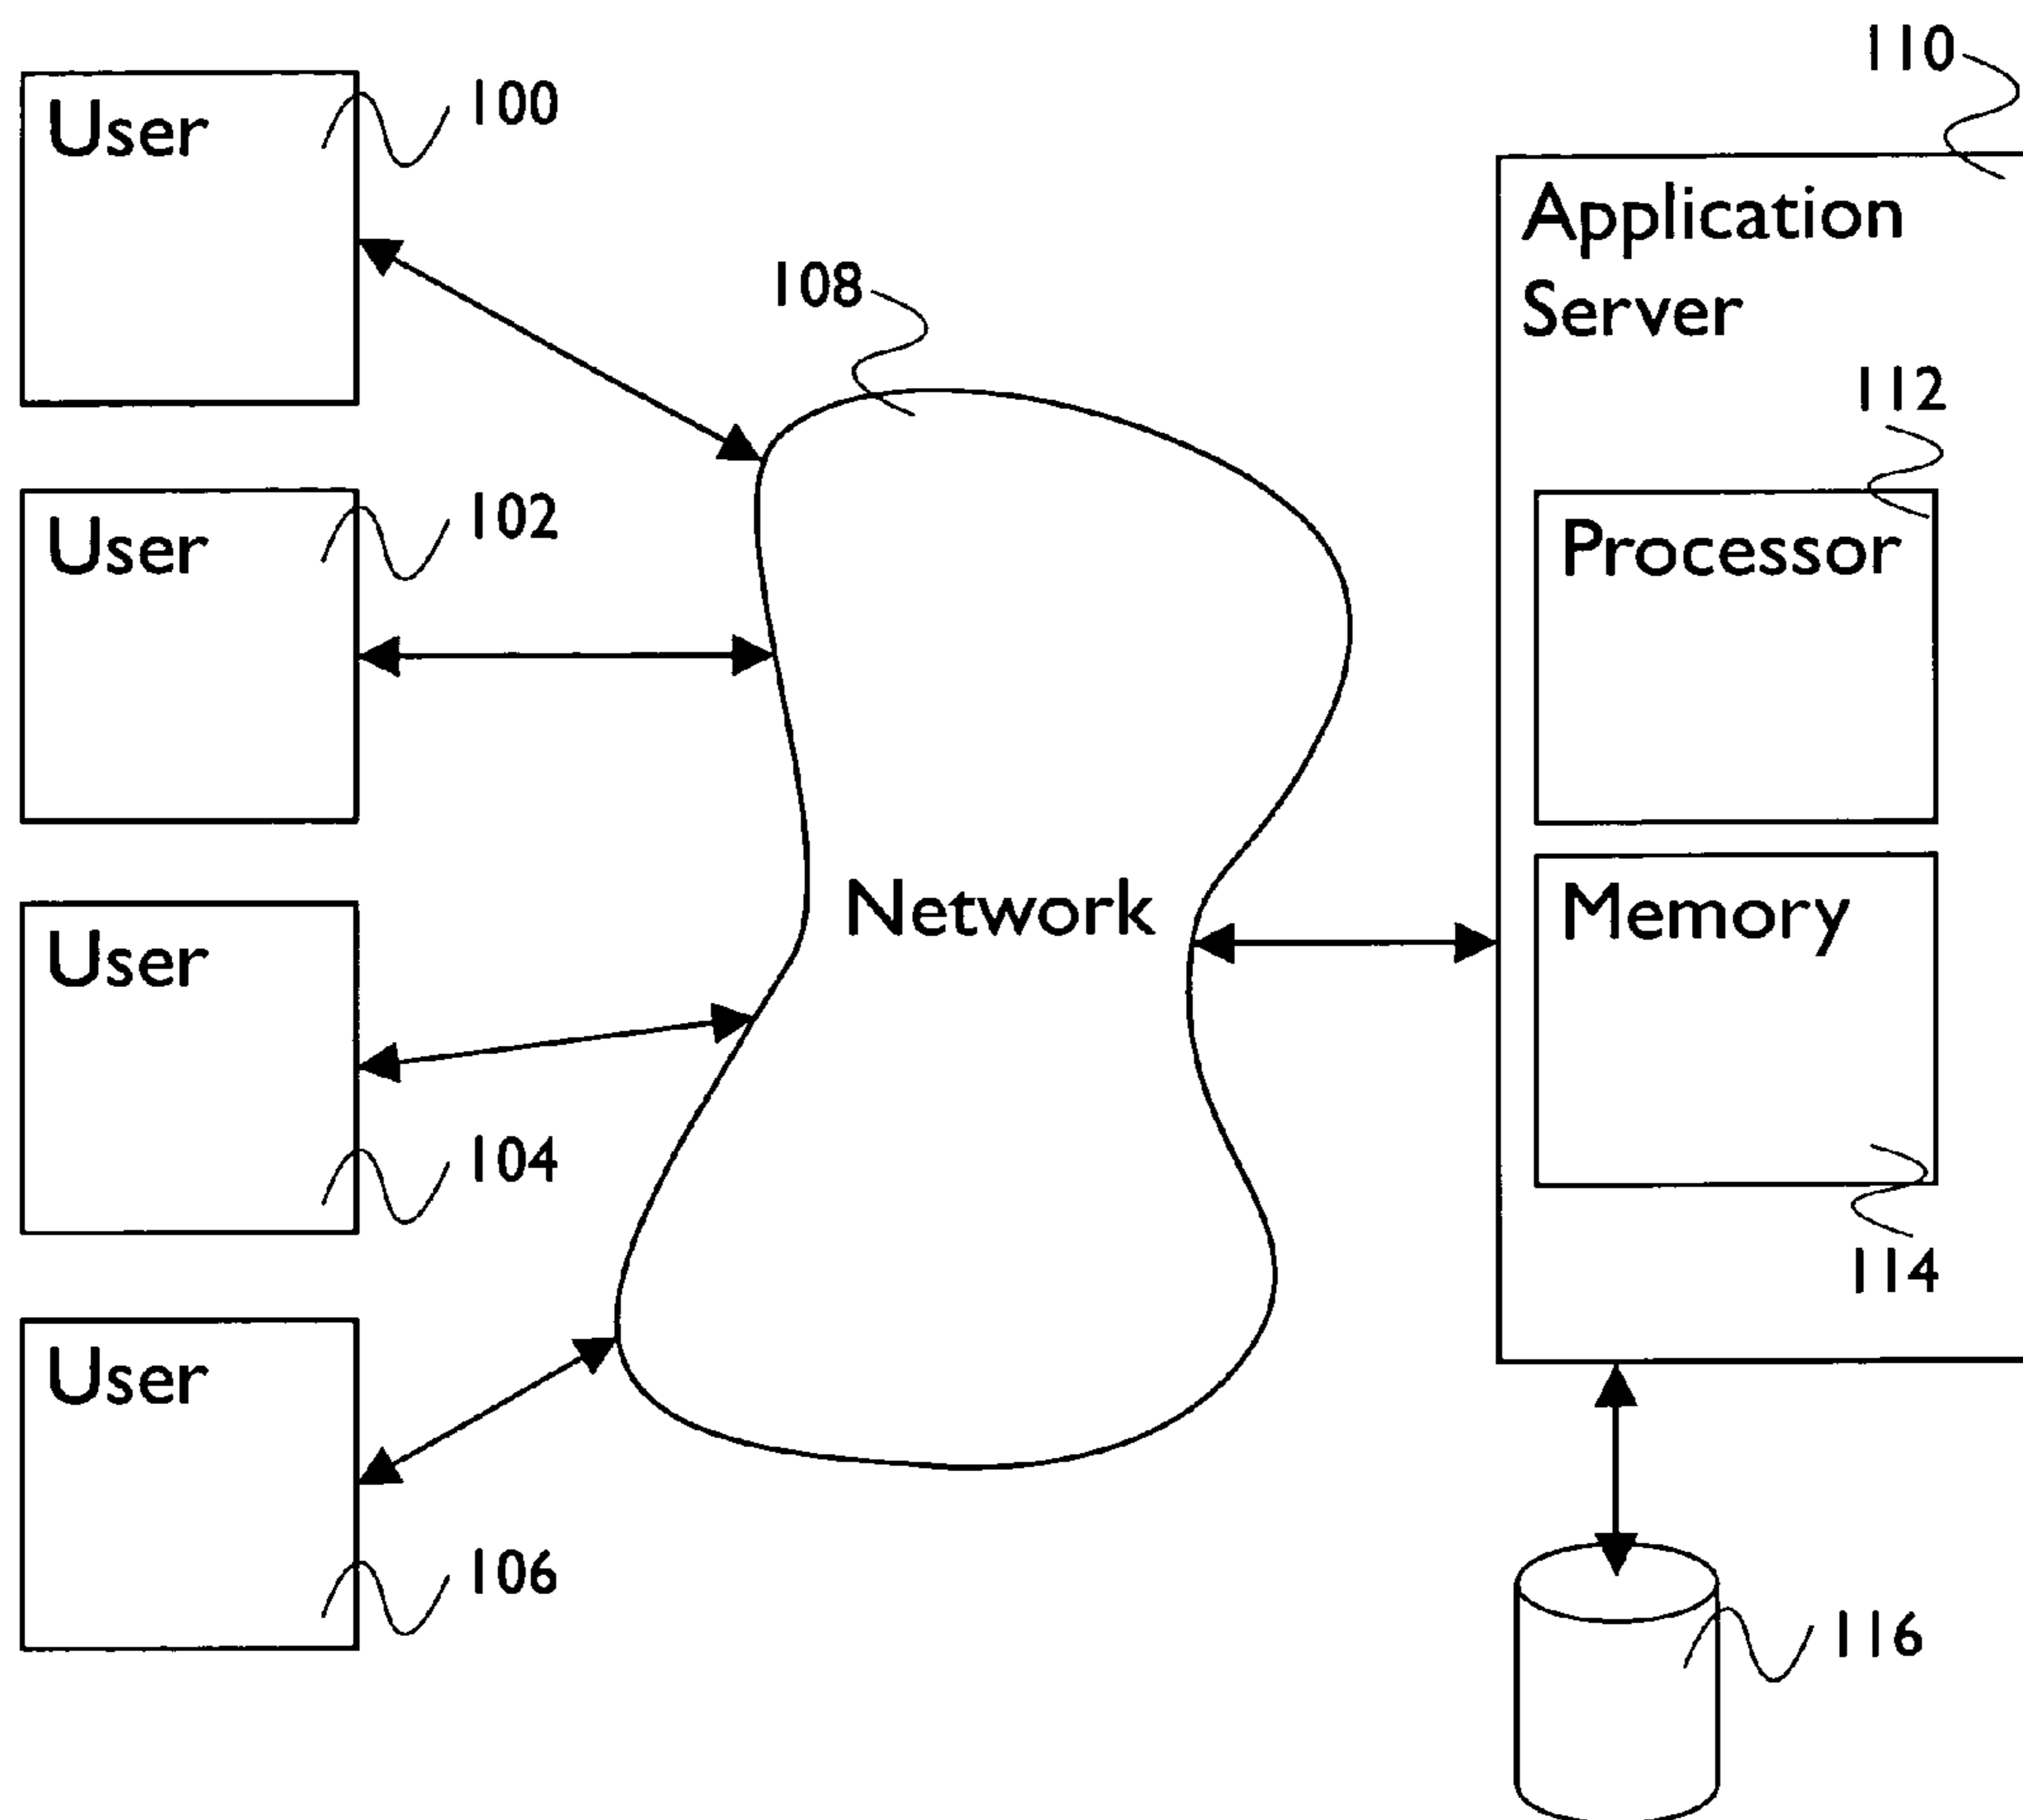 User
100
User
102
User
104
User
106
108
Network
110
Application
Server
112
Processor
Memory
114
116